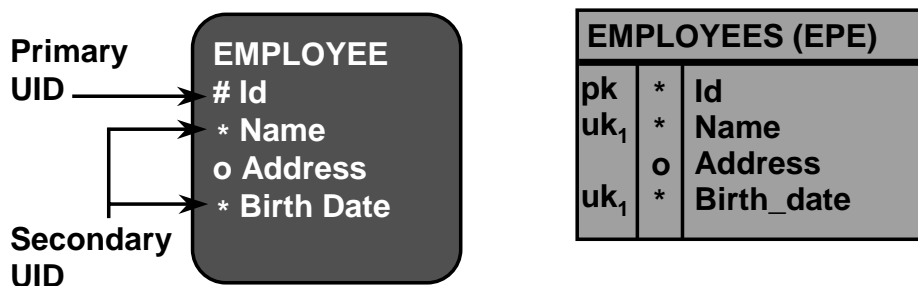 Primary
UID
Secondary
UID
EMPLOYEE
# Id
* Name
o Address
* Birth Date
EMPLOYEES (EPE)
pk * Id
uk₁ * Name
o Address
uk₁ * Birth_date